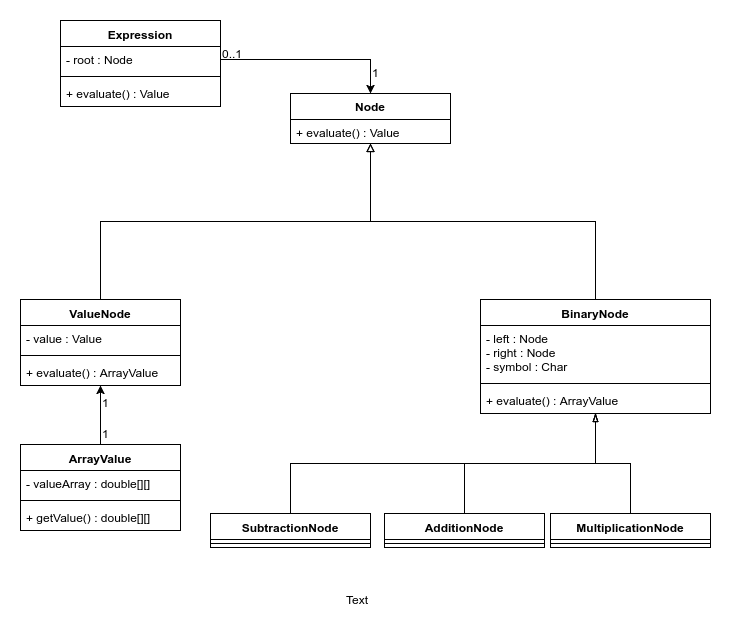 Expression
- root : Node
+ evaluate() : Value
0..1
1
Node
+ evaluate() : Value
ValueNode
- value : Value
+ evaluate() : ArrayValue
BinaryNode
- left : Node
- right : Node
- symbol : Char
+ evaluate() : ArrayValue
1
1
ArrayValue
- valueArray : double[][]
+ getValue() : double[][]
SubtractionNode
AdditionNode
MultiplicationNode
Text